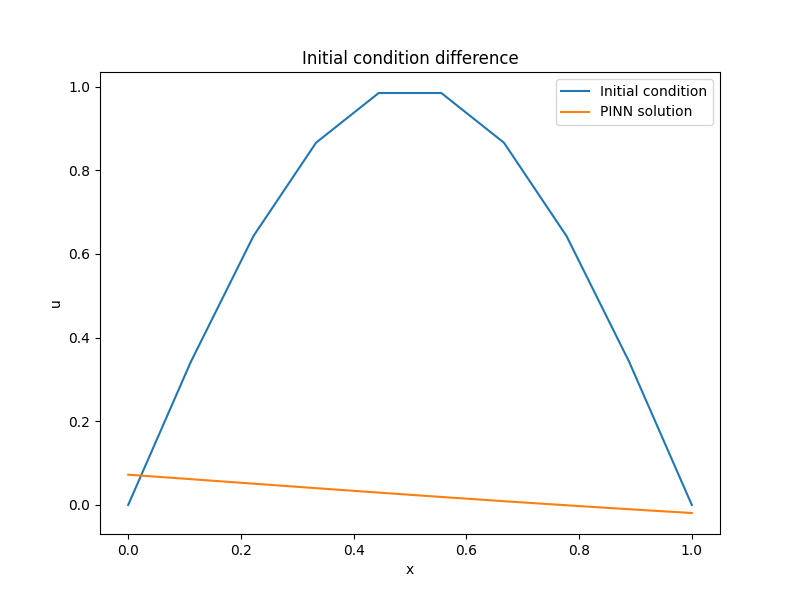 Initial condition difference
Initial condition
PINN solution
1.0
0.8
0.6
0.4
0.2
0.0
u
0.0 0.2 0.4 0.6 0.8 1.0
x